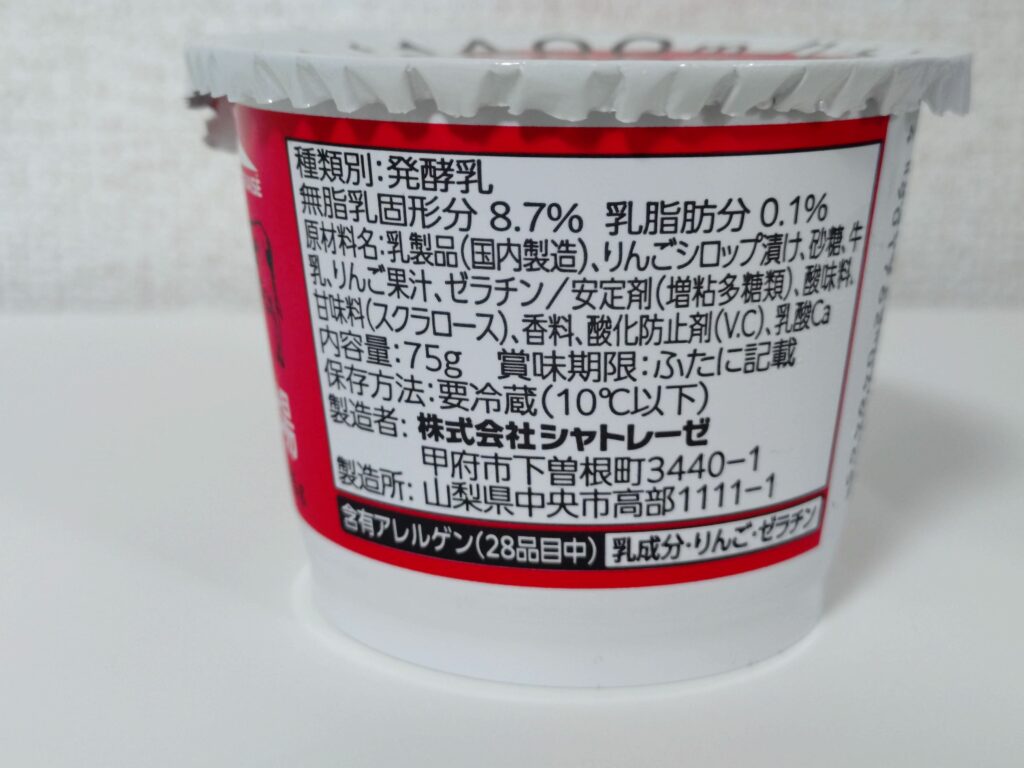 種類別:発酵乳
無脂乳固形分 8.7% 乳脂肪分 0.1%
原材料名:乳製品(国内製造)、りんごシロップ漬け、砂糖、牛
乳、りんご果汁、ゼラチン/安定剤(増粘多糖類)、酸味料、
甘味料(スクラロース)、香料、酸化防止剤(V.C)、乳酸Ca
内容量:75g 賞味期限:ふたに記載
保存方法:要冷蔵(10℃以下)
製造者:株式会社シャトレーゼ
甲府市下曽根町3440-1
製造所:山梨県中央市高部1111-1
含有アレルゲン(28品目中) 乳成分・りんご・ゼラチン